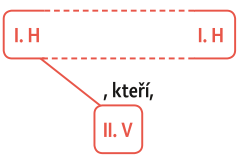 I. H I. H
, kteří,
II. V